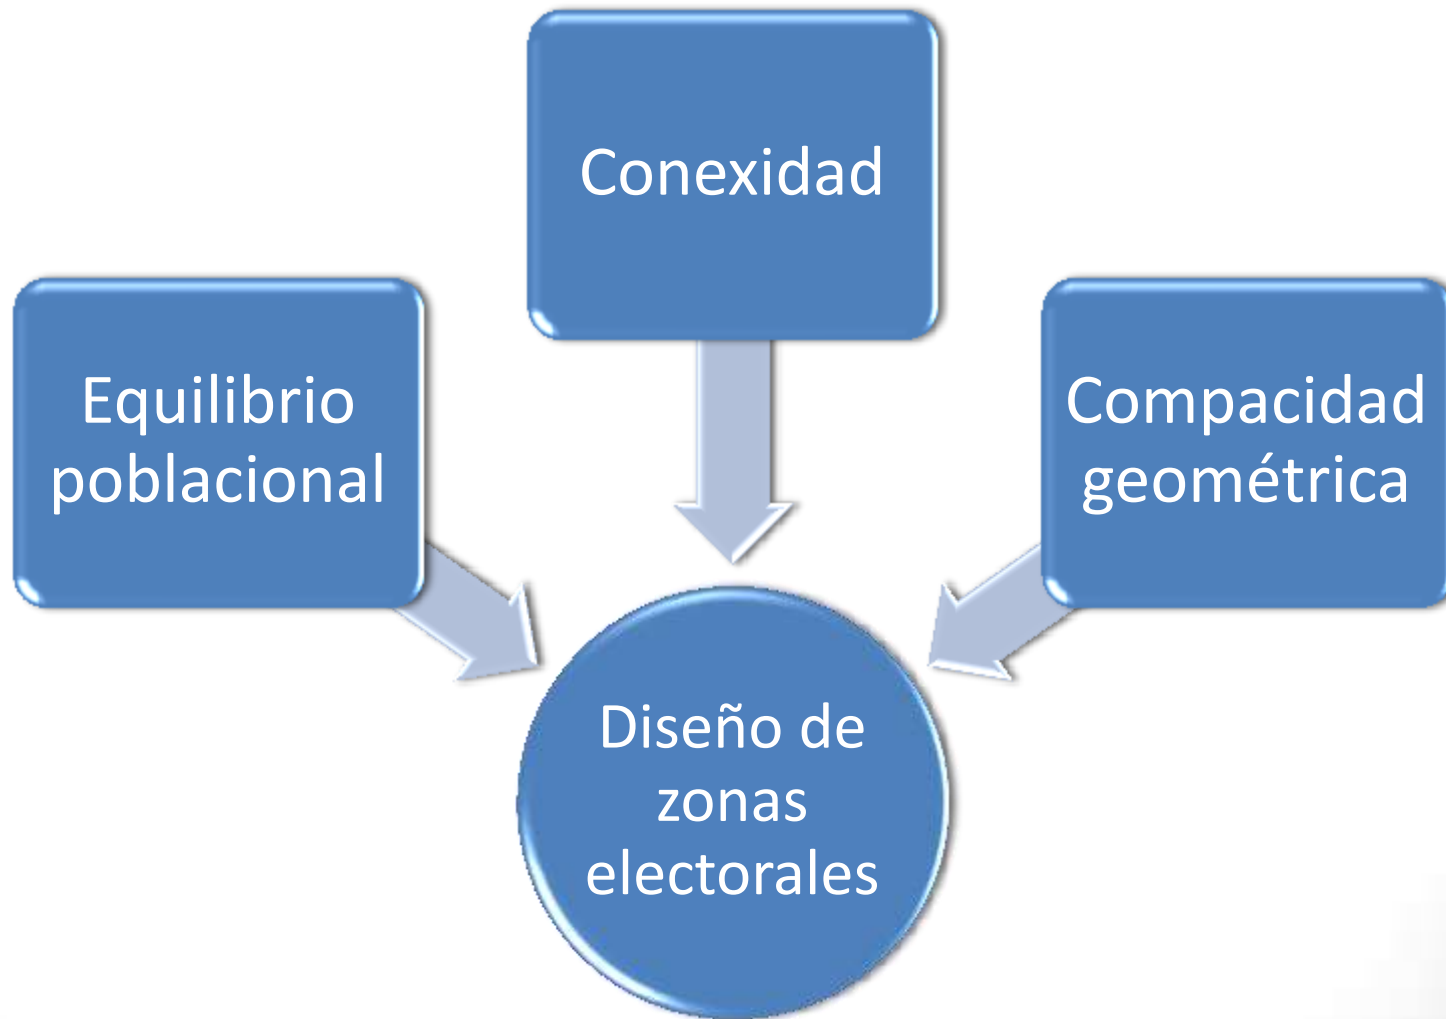 Conexidad
Equilibrio
poblacional
Compacidad
geométrica
Diseño de
zonas
electorales